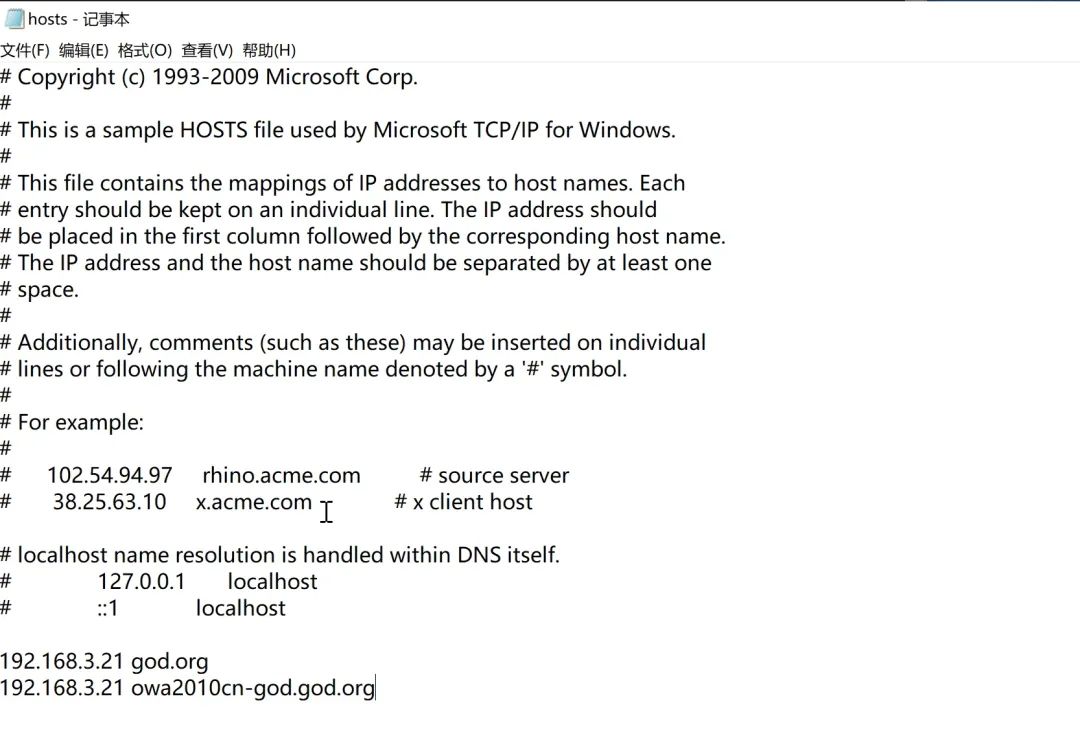 hosts - 记事本
文件(F) 编辑(E) 格式(O) 查看(V) 帮助(H)
# Copyright (c) 1993-2009 Microsoft Corp.
#
# This is a sample HOSTS file used by Microsoft TCP/IP for Windows.
#
# This file contains the mappings of IP addresses to host names. Each
# entry should be kept on an individual line. The IP address should
# be placed in the first column followed by the corresponding host name.
# The IP address and the host name should be separated by at least one
# space.
#
# Additionally, comments (such as these) may be inserted on individual
# lines or following the machine name denoted by a '#' symbol.
#
# For example:
#
# 102.54.94.97 rhino.acme.com # source server
# 38.25.63.10 x.acme.com # x client host
# localhost name resolution is handled within DNS itself.
# 127.0.0.1 localhost
# ::1 localhost
192.168.3.21 god.org
192.168.3.21 owa2010cn-god.god.org